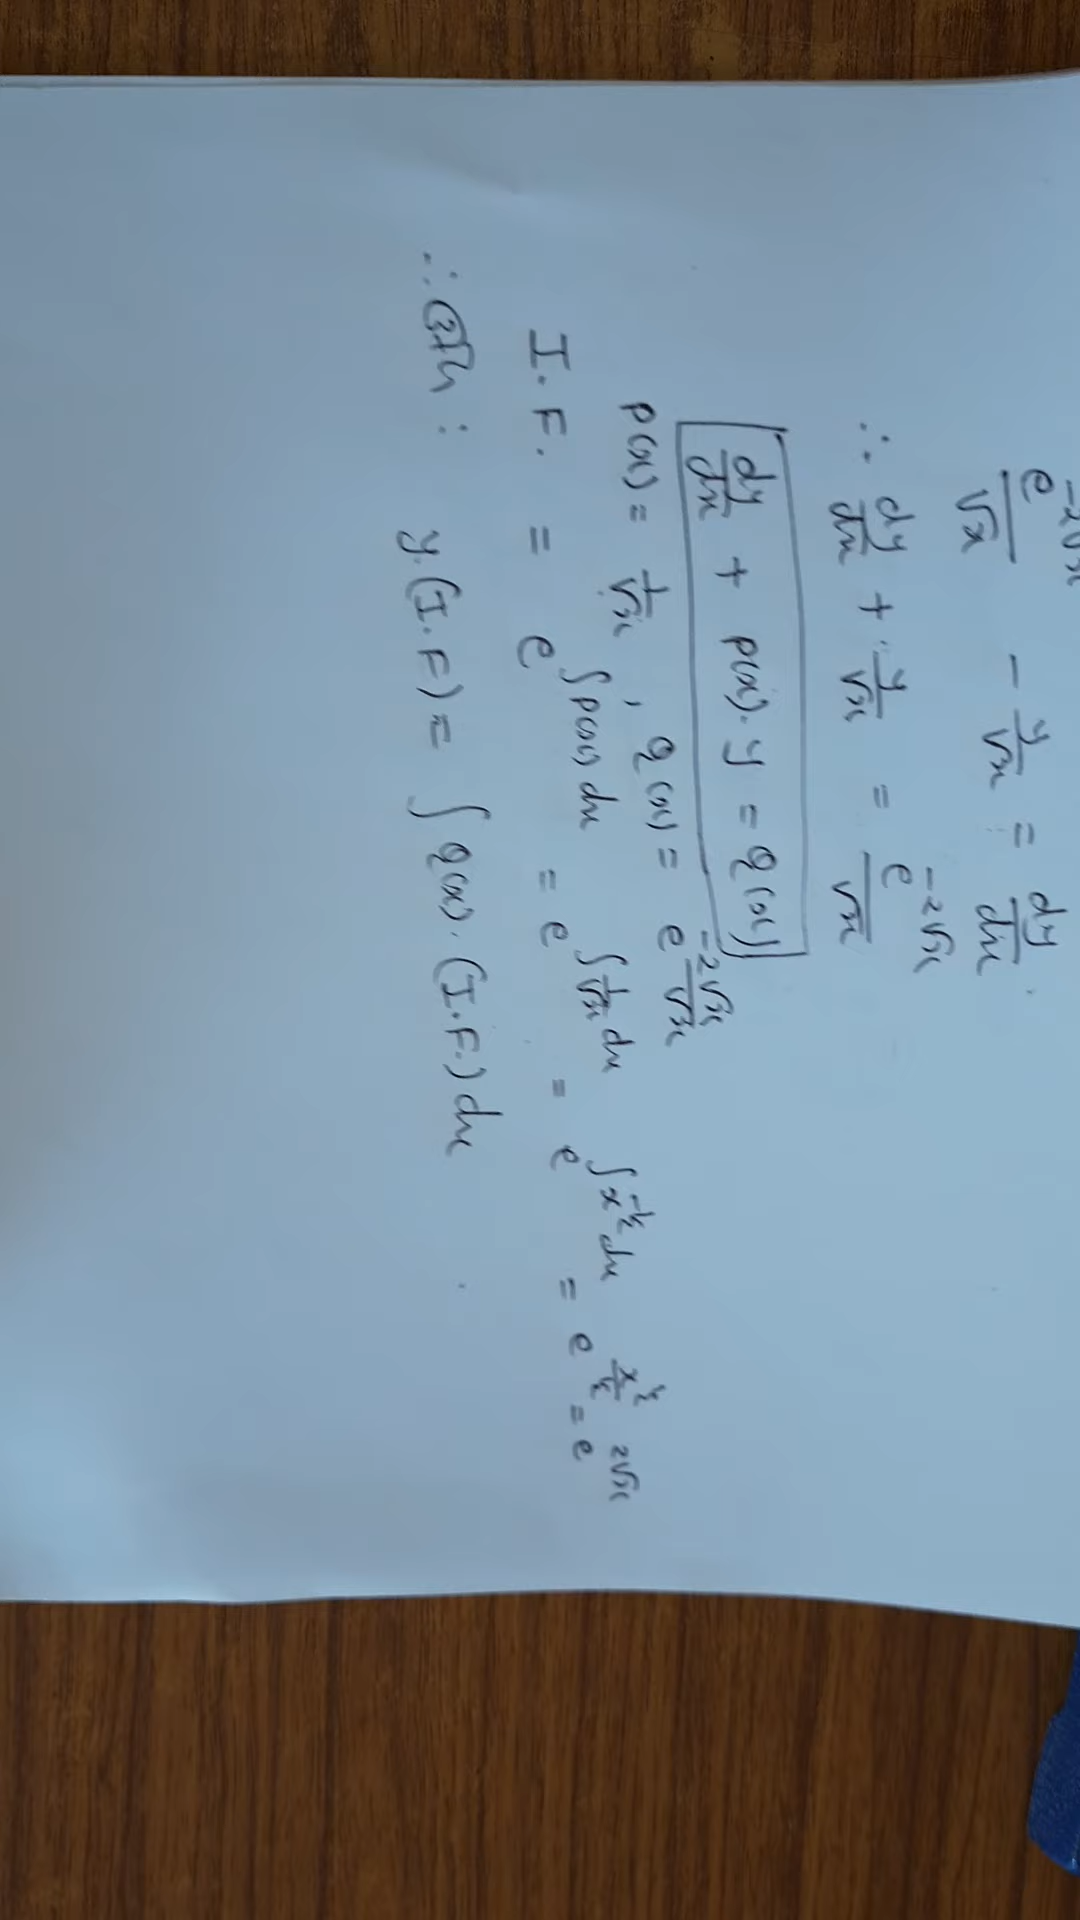 e^{-2√x}/√x - y/√x = dy/dx
∴ dy/dx + y/√x = e^{-2√x}/√x
dy/dx + p(x).y = q(x)
p(x) = 1/√x , q(x) = e^{-2√x}/√x
I.F. = e^{∫p(x)dx} = e^{∫1/√x dx} = e^{∫x^{-1/2}dx} = e^{x^{1/2}/1/2} = e^{2√x}
∴ : y.(I.F) = ∫q(x).(I.F.)dx